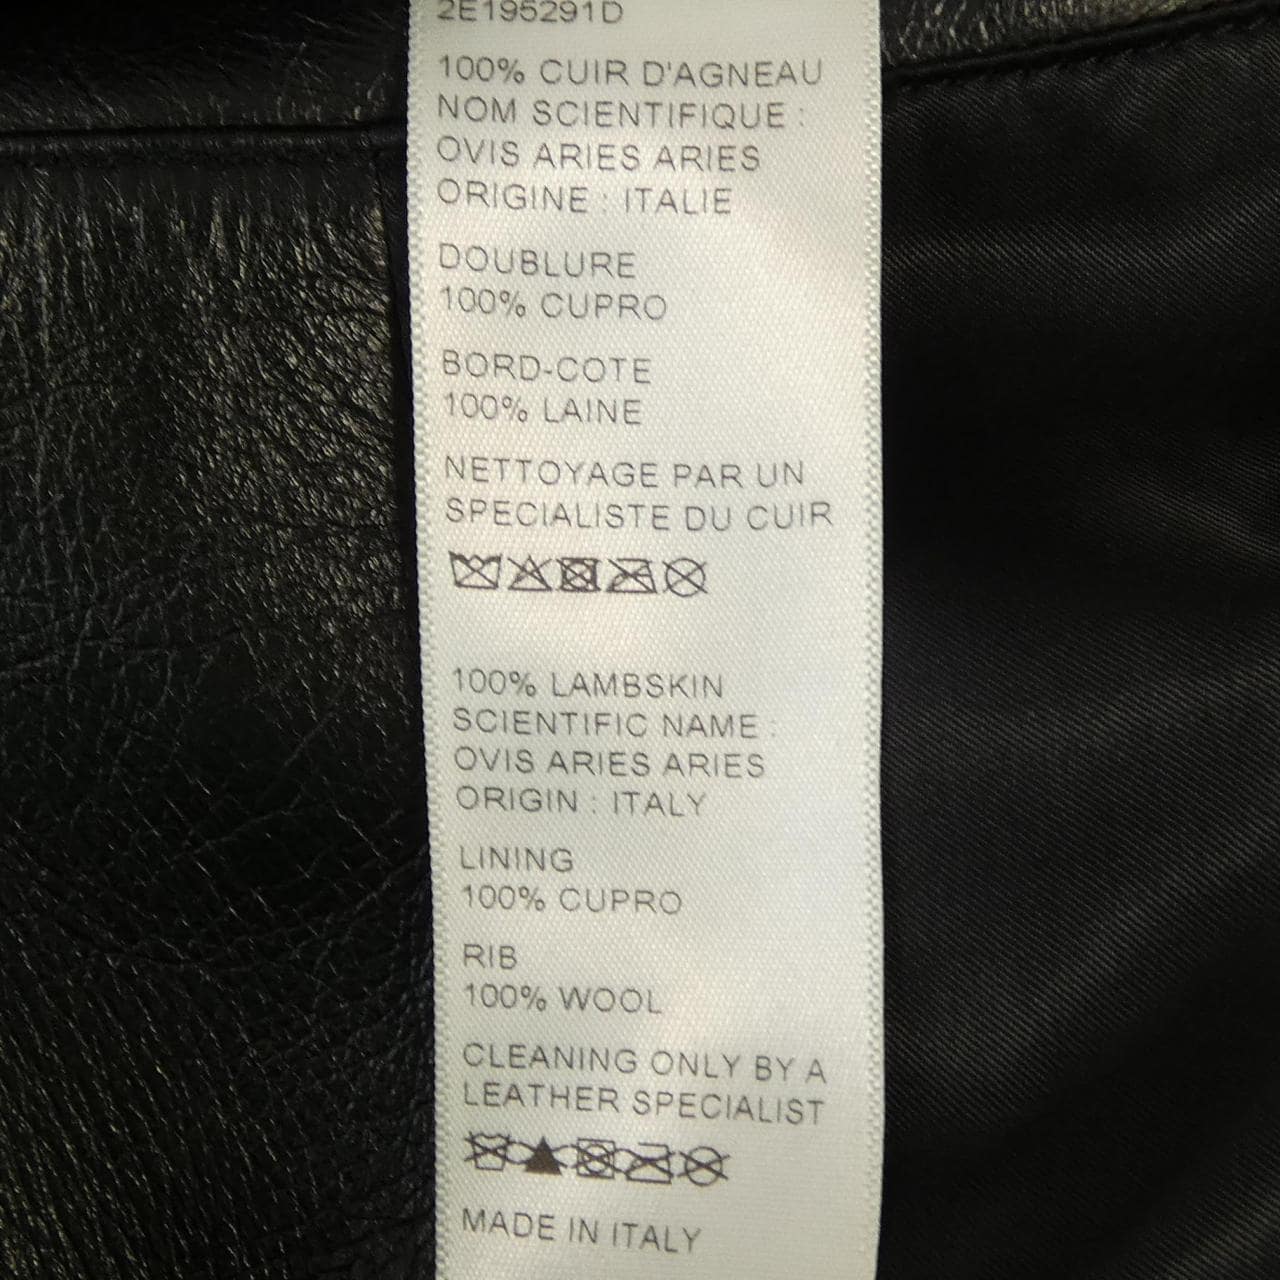 2E195291D
100% CUIR D'AGNEAU
NOM SCIENTIFIQUE :
OVIS ARIES ARIES
ORIGINE : ITALIE
DOUBLURE
100% CUPRO
BORD-COTE
100% LAINE
NETTOYAGE PAR UN
SPECIALISTE DU CUIR
100% LAMBSKIN
SCIENTIFIC NAME :
OVIS ARIES ARIES
ORIGIN : ITALY
LINING
100% CUPRO
RIB
100% WOOL
CLEANING ONLY BY A
LEATHER SPECIALIST
MADE IN ITALY